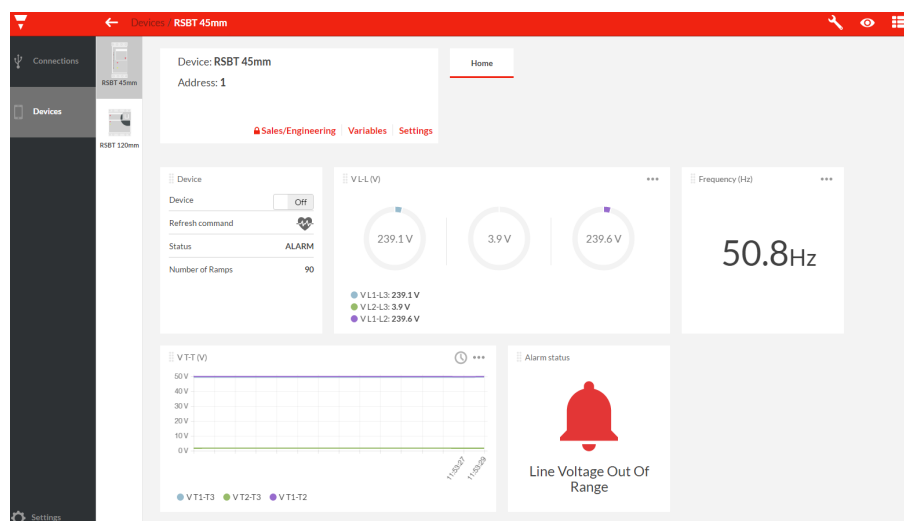 Devices / RSBT 45mm
Connections
Devices
Settings
RSBT 45mm
RSBT 120mm
Device: RSBT 45mm
Address: 1
Sales/Engineering Variables Settings
Home
Device
Device Off
Refresh command
Status ALARM
Number of Ramps 90
V L-L (V)
239.1 V 3.9 V 239.6 V
V L1-L3: 239.1 V
V L2-L3: 3.9 V
V L1-L2: 239.6 V
Frequency (Hz)
50.8Hz
V T-T (V)
50 V
40 V
30 V
20 V
10 V
0 V
11:53:27 11:53:29
V T1-T3 V T2-T3 V T1-T2
Alarm status
Line Voltage Out Of
Range